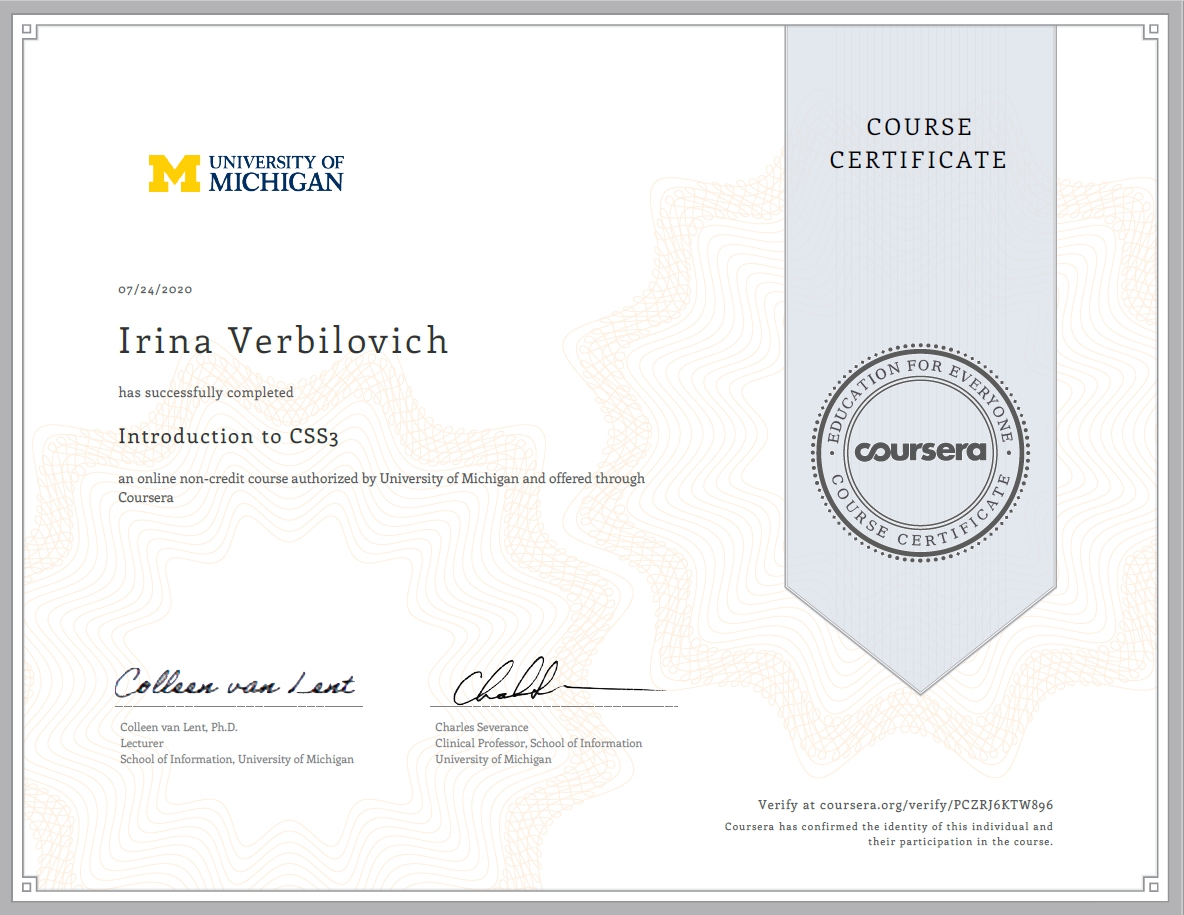 UNIVERSITY OF
MICHIGAN
COURSE
CERTIFICATE
07/24/2020
Irina Verbilovich
has successfully completed
Introduction to CSS3
an online non-credit course authorized by University of Michigan and offered through
Coursera
EDUCATION FOR EVERYONE
coursera
COURSE CERTIFICATE
Colleen van Lent
Colleen van Lent, Ph.D.
Lecturer
School of Information, University of Michigan
Charles Severance
Clinical Professor, School of Information
University of Michigan
Verify at coursera.org/verify/PCZRJ6KTW896
Coursera has confirmed the identity of this individual and
their participation in the course.